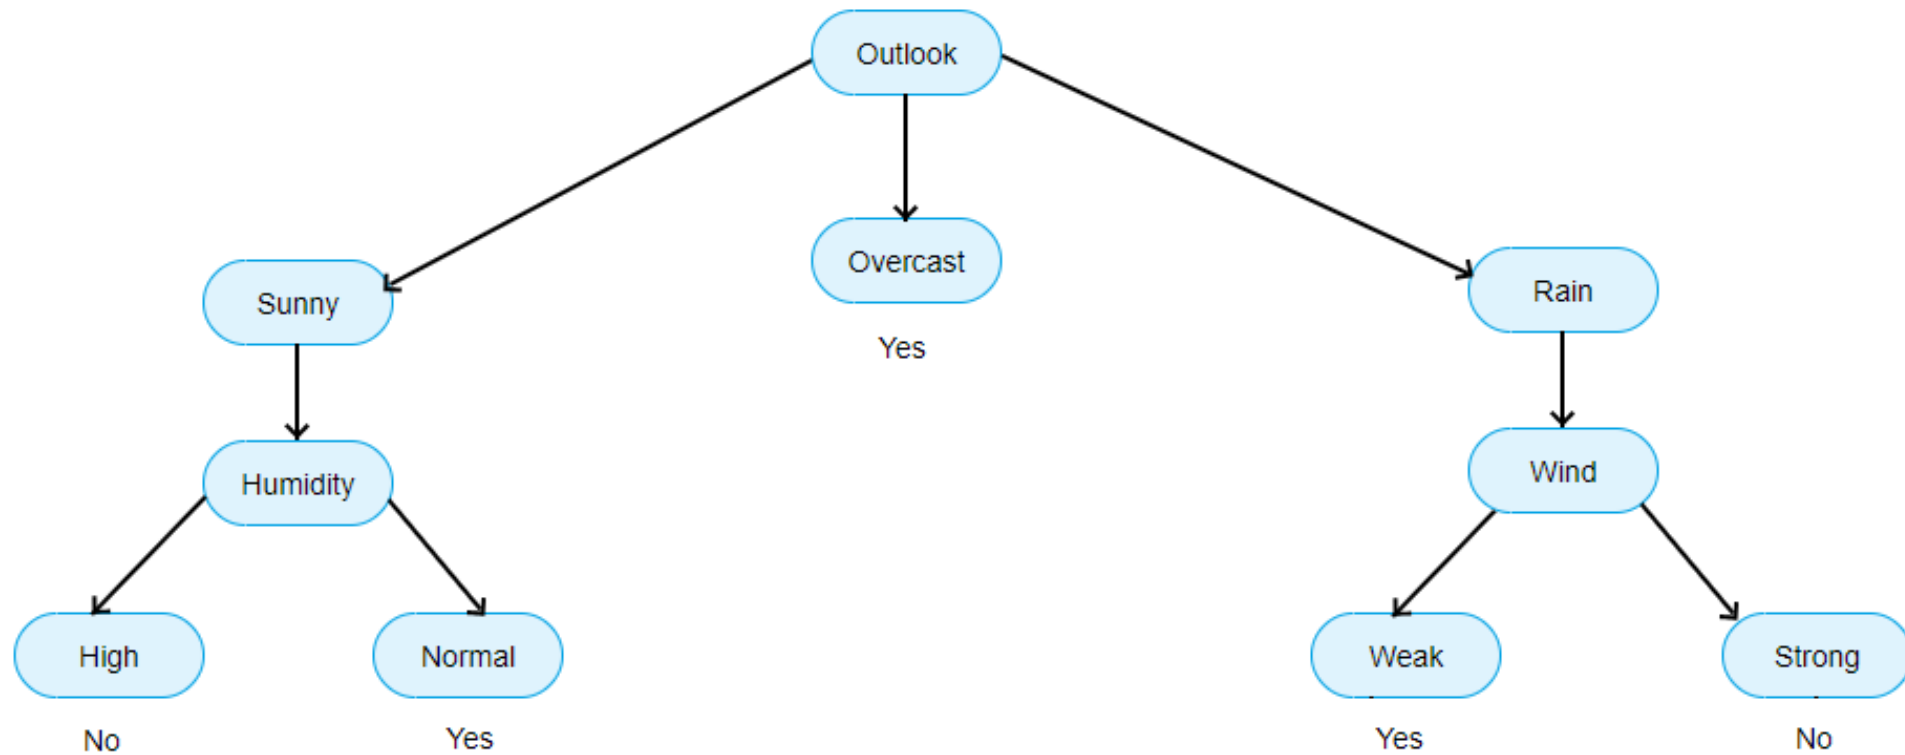 Outlook
Overcast
Sunny
Rain
Yes
Humidity
Wind
High
Normal
Weak
Strong
No
Yes
Yes
No